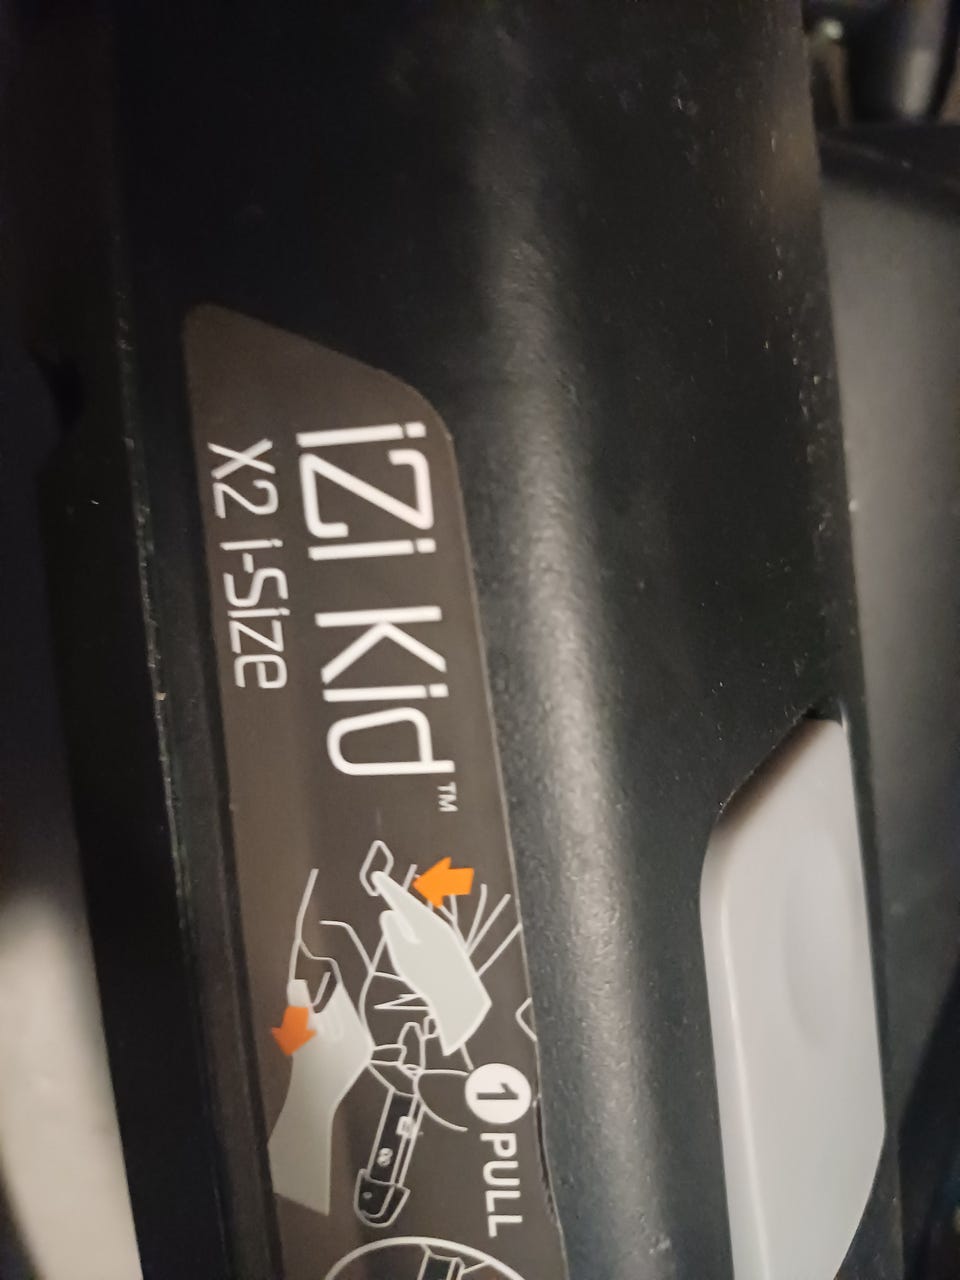 iZi Kid™
X2 i-Size
1 PULL